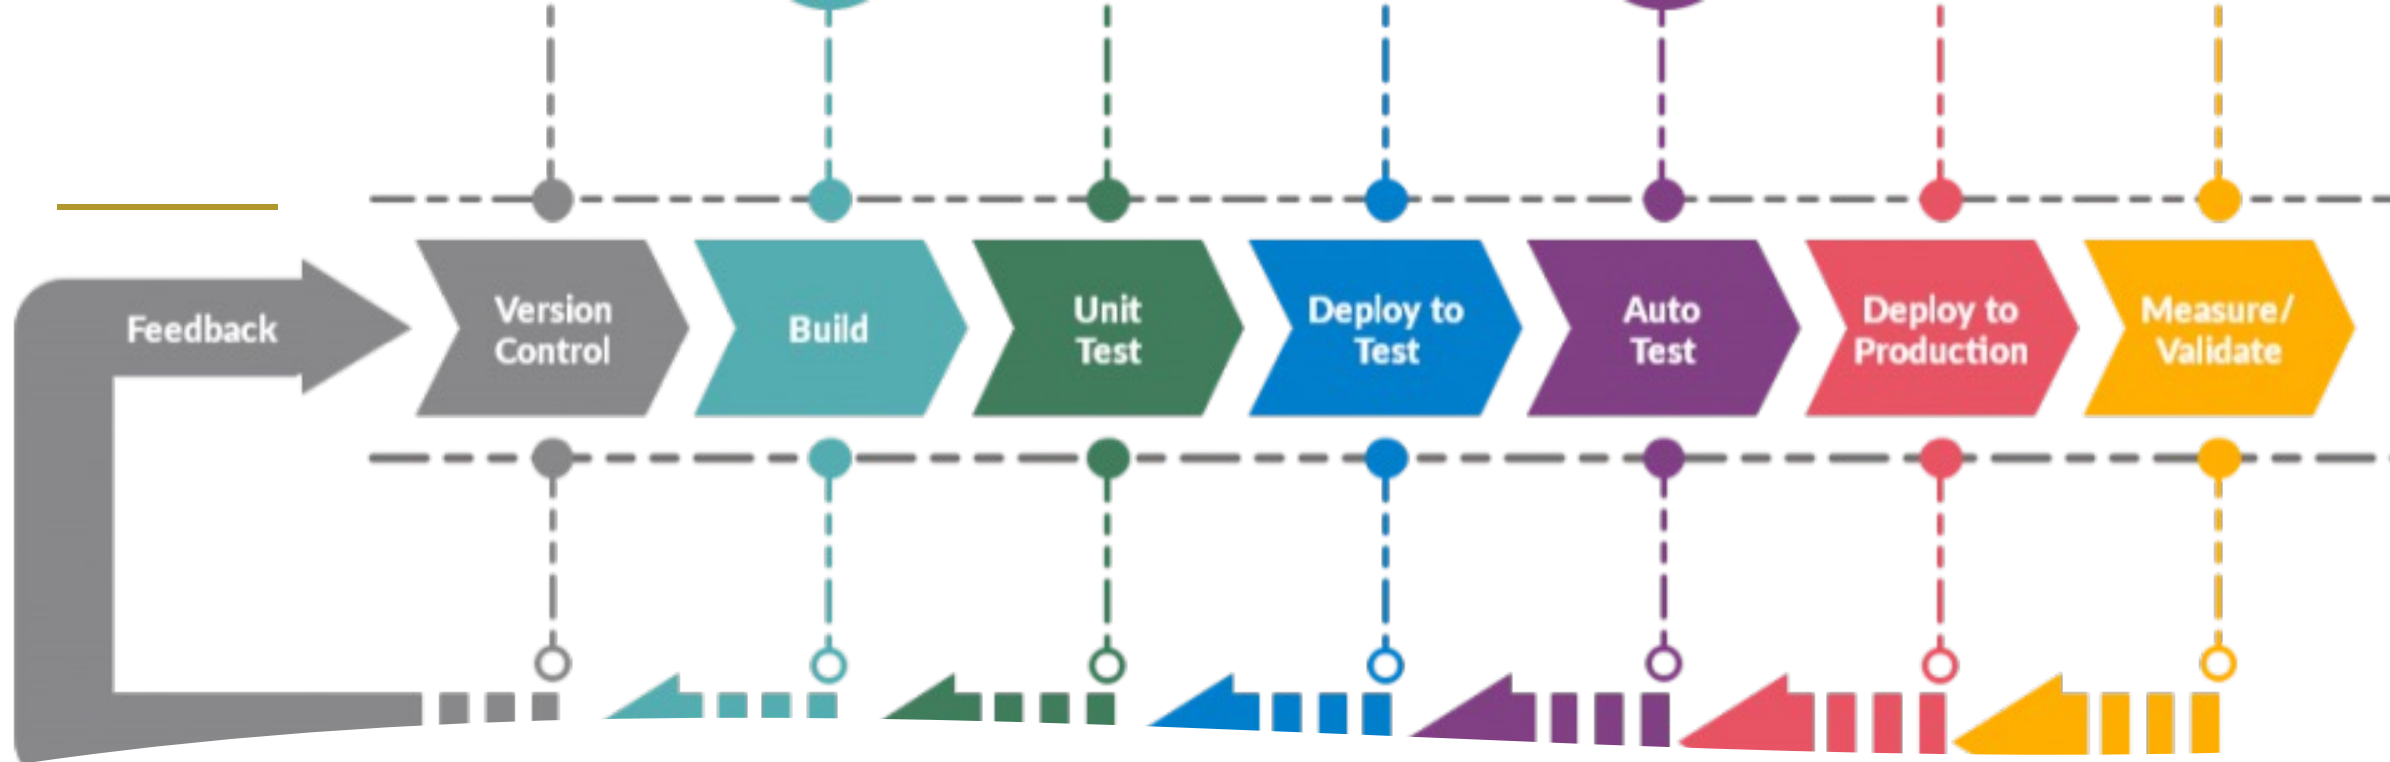 Feedback
Version
Control
Build
Unit
Test
Deploy to
Test
Auto
Test
Deploy to
Production
Measure/
Validate